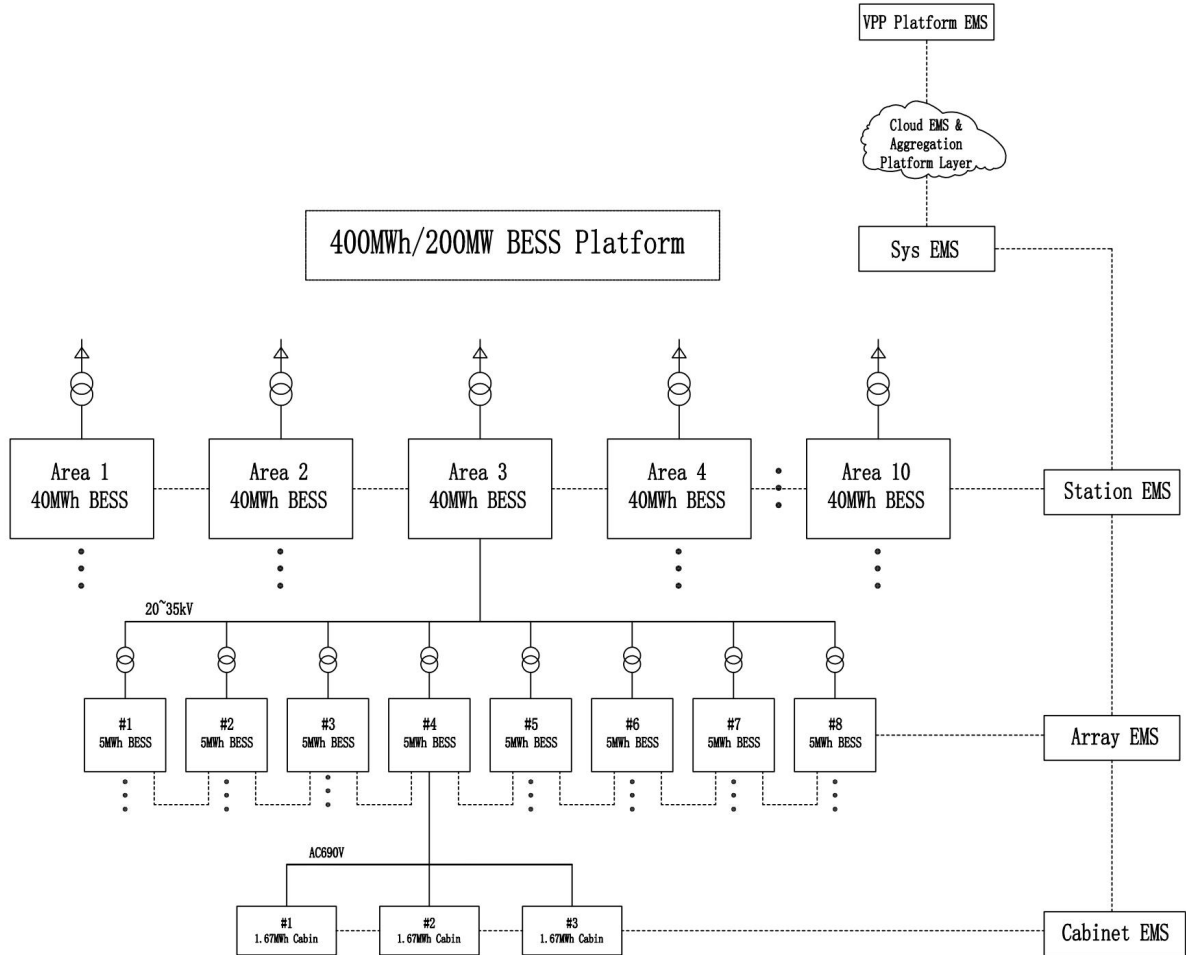 VPP Platform EMS
Cloud EMS &
Aggregation
Platform Layer
400MWh/200MW BESS Platform
Sys EMS
Area 1
40MWh BESS
Area 2
40MWh BESS
Area 3
40MWh BESS
Area 4
40MWh BESS
Area 10
40MWh BESS
Station EMS
20~35kV
#1
5MWh BESS
#2
5MWh BESS
#3
5MWh BESS
#4
5MWh BESS
#5
5MWh BESS
#6
5MWh BESS
#7
5MWh BESS
#8
5MWh BESS
Array EMS
AC690V
#1
1.67MWh Cabin
#2
1.67MWh Cabin
#3
1.67MWh Cabin
Cabinet EMS